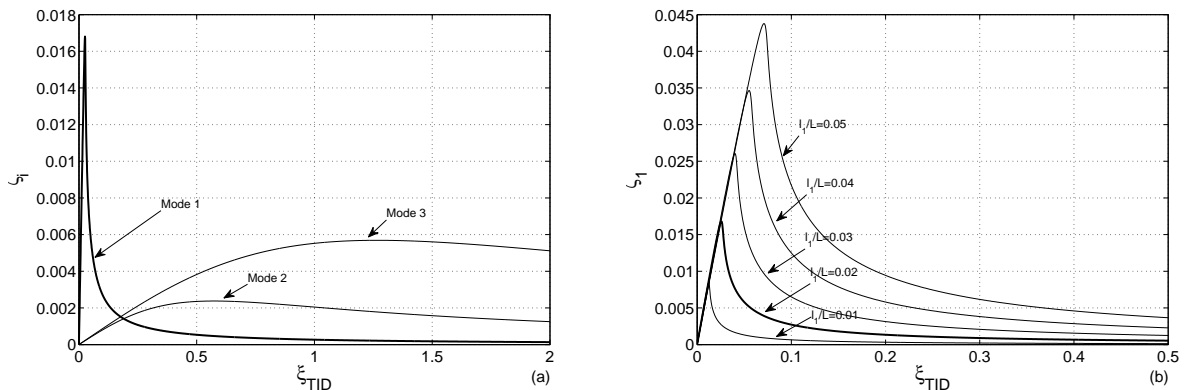 0.018
0.016
0.014
0.012
0.01
0.008
0.006
0.004
0.002
0
ζi
Mode 1
Mode 3
Mode 2
0 0.5 1 1.5 2
ξTID
(a)
0.045
0.04
0.035
0.03
0.025
0.02
0.015
0.01
0.005
0
ζ1
l1/L=0.05
l1/L=0.04
l1/L=0.03
l1/L=0.02
l1/L=0.01
0 0.1 0.2 0.3 0.4 0.5
ξTID
(b)